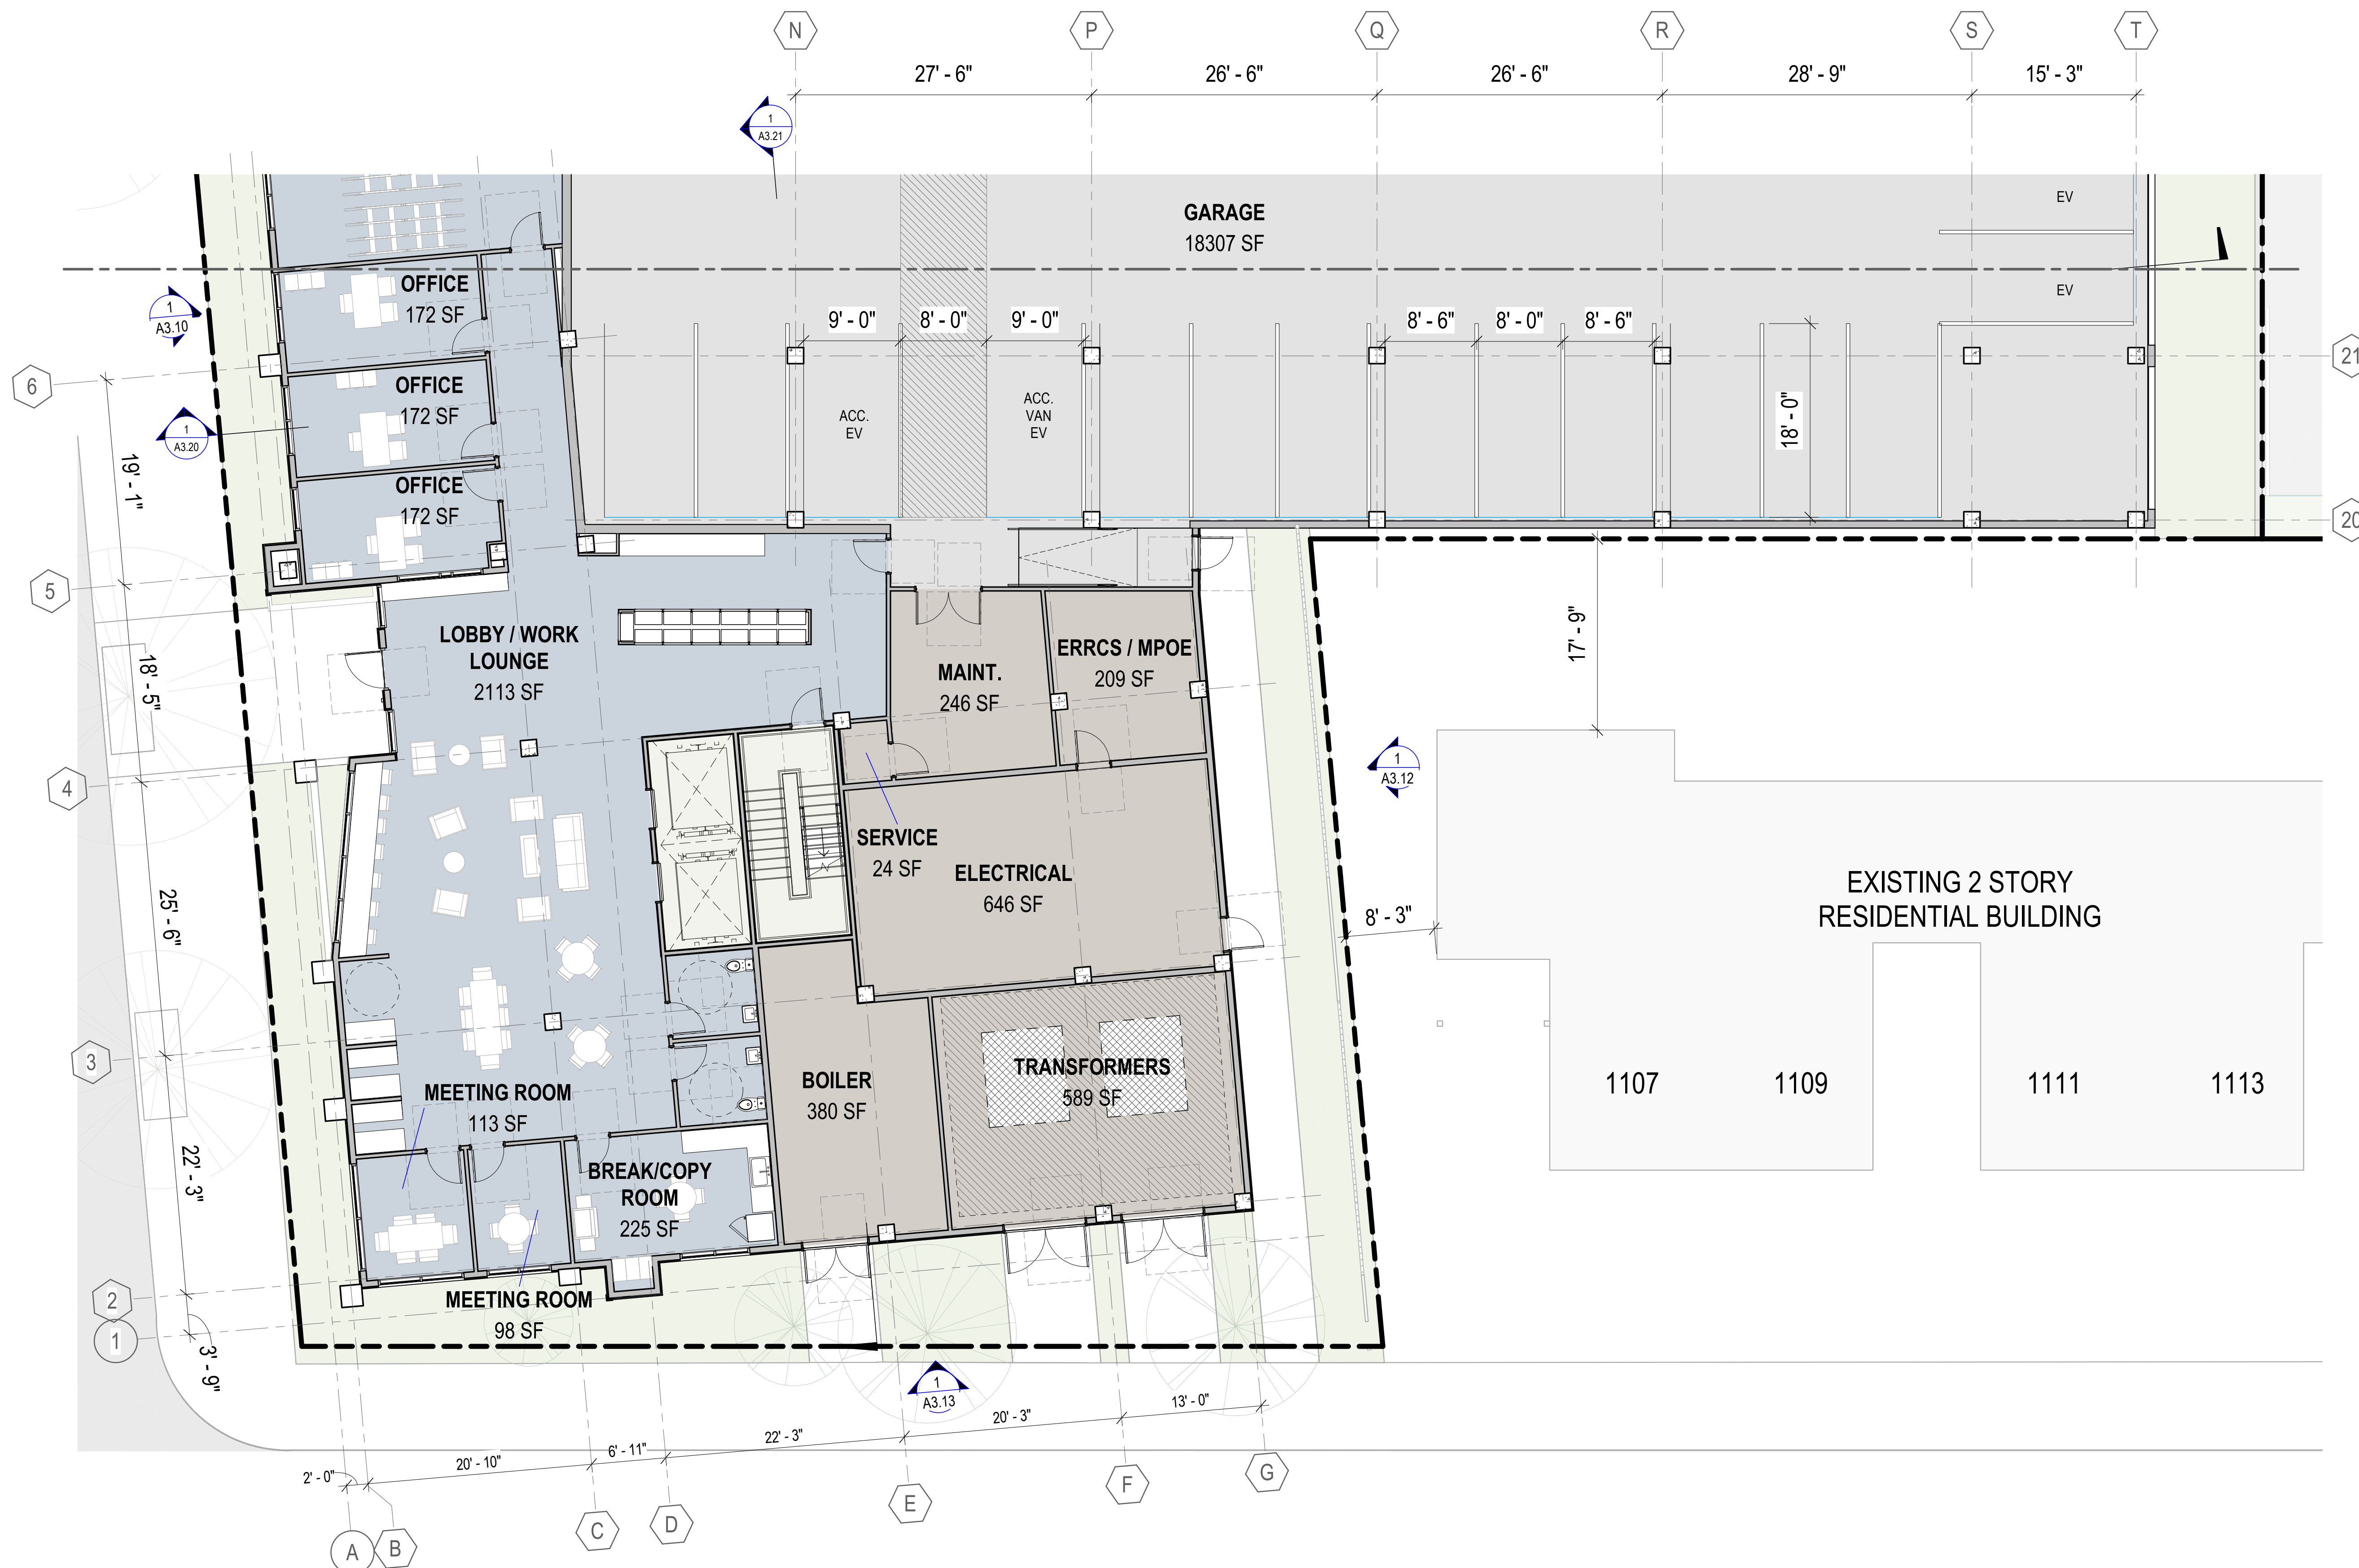 N
P
Q
R
S
T
27' - 6"
26' - 6"
26' - 6"
28' - 9"
15' - 3"
1
A3.21
GARAGE
18307 SF
EV
EV
1
A3.10
OFFICE
172 SF
9' - 0"
8' - 0"
9' - 0"
8' - 6"
8' - 0"
8' - 6"
21
6
OFFICE
172 SF
ACC.
EV
ACC.
VAN
EV
18' - 0"
1
A3.20
19' - 1"
OFFICE
172 SF
20
5
17' - 9"
LOBBY / WORK
LOUNGE
2113 SF
MAINT.
246 SF
ERRCS / MPOE
209 SF
18' - 5"
4
1
A3.12
SERVICE
24 SF
ELECTRICAL
646 SF
EXISTING 2 STORY
RESIDENTIAL BUILDING
25' - 6"
8' - 3"
3
MEETING ROOM
113 SF
BOILER
380 SF
TRANSFORMERS
589 SF
1107
1109
1111
1113
22' - 3"
BREAK/COPY
ROOM
225 SF
2
MEETING ROOM
98 SF
1
3' - 9"
1
A3.13
2' - 0"
20' - 10"
6' - 11"
22' - 3"
20' - 3"
13' - 0"
A
B
C
D
E
F
G